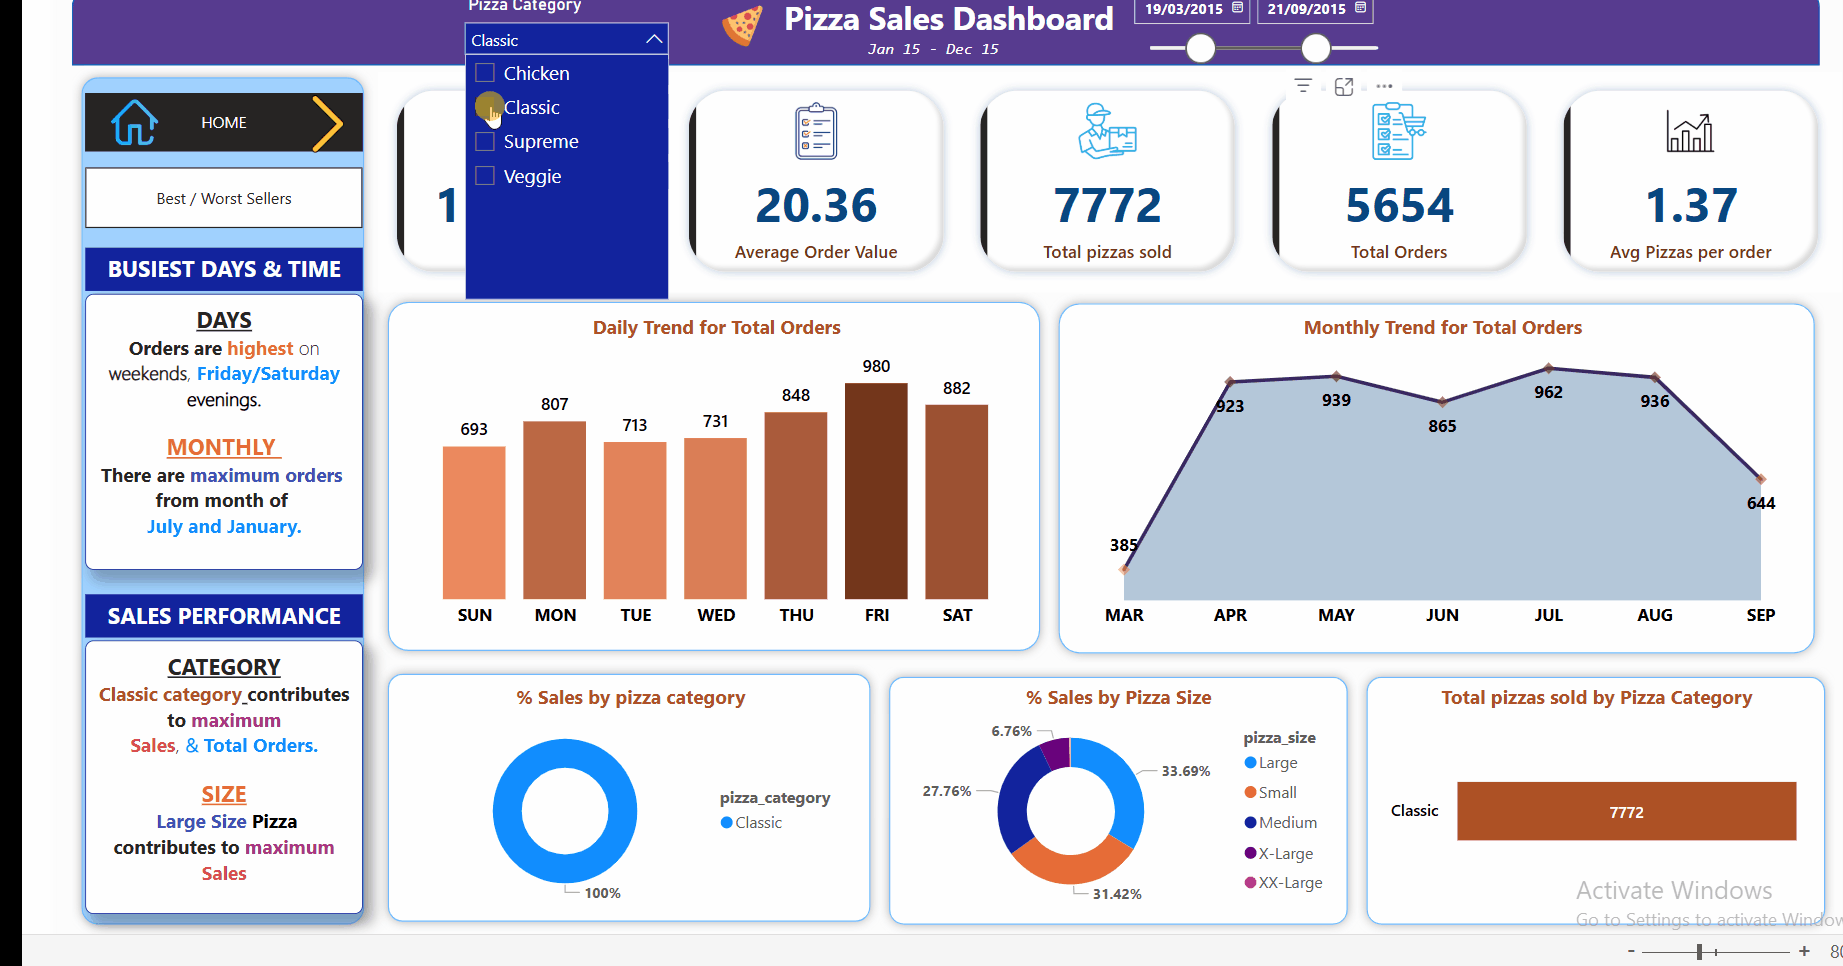 Pizza Category
Classic
Chicken
Classic
Supreme
Veggie
Pizza Sales Dashboard
Jan 15 - Dec 15
19/03/2015
21/09/2015
HOME
Best / Worst Sellers
BUSIEST DAYS & TIME
DAYS
Orders are highest on
weekends, Friday/Saturday
evenings.
MONTHLY
There are maximum orders
from month of
July and January.
SALES PERFORMANCE
CATEGORY
Classic category contributes
to maximum
Sales, & Total Orders.
SIZE
Large Size Pizza
contributes to maximum
Sales
1
20.36
Average Order Value
7772
Total pizzas sold
5654
Total Orders
1.37
Avg Pizzas per order
Daily Trend for Total Orders
693
807
713
731
848
980
882
SUN MON TUE WED THU FRI SAT
Monthly Trend for Total Orders
385
923
939
865
962
936
644
MAR APR MAY JUN JUL AUG SEP
% Sales by pizza category
100%
pizza_category
Classic
% Sales by Pizza Size
6.76%
33.69%
27.76%
31.42%
pizza_size
Large
Small
Medium
X-Large
XX-Large
Total pizzas sold by Pizza Category
Classic
7772
Activate Windows
Go to Settings to activate Window
- +